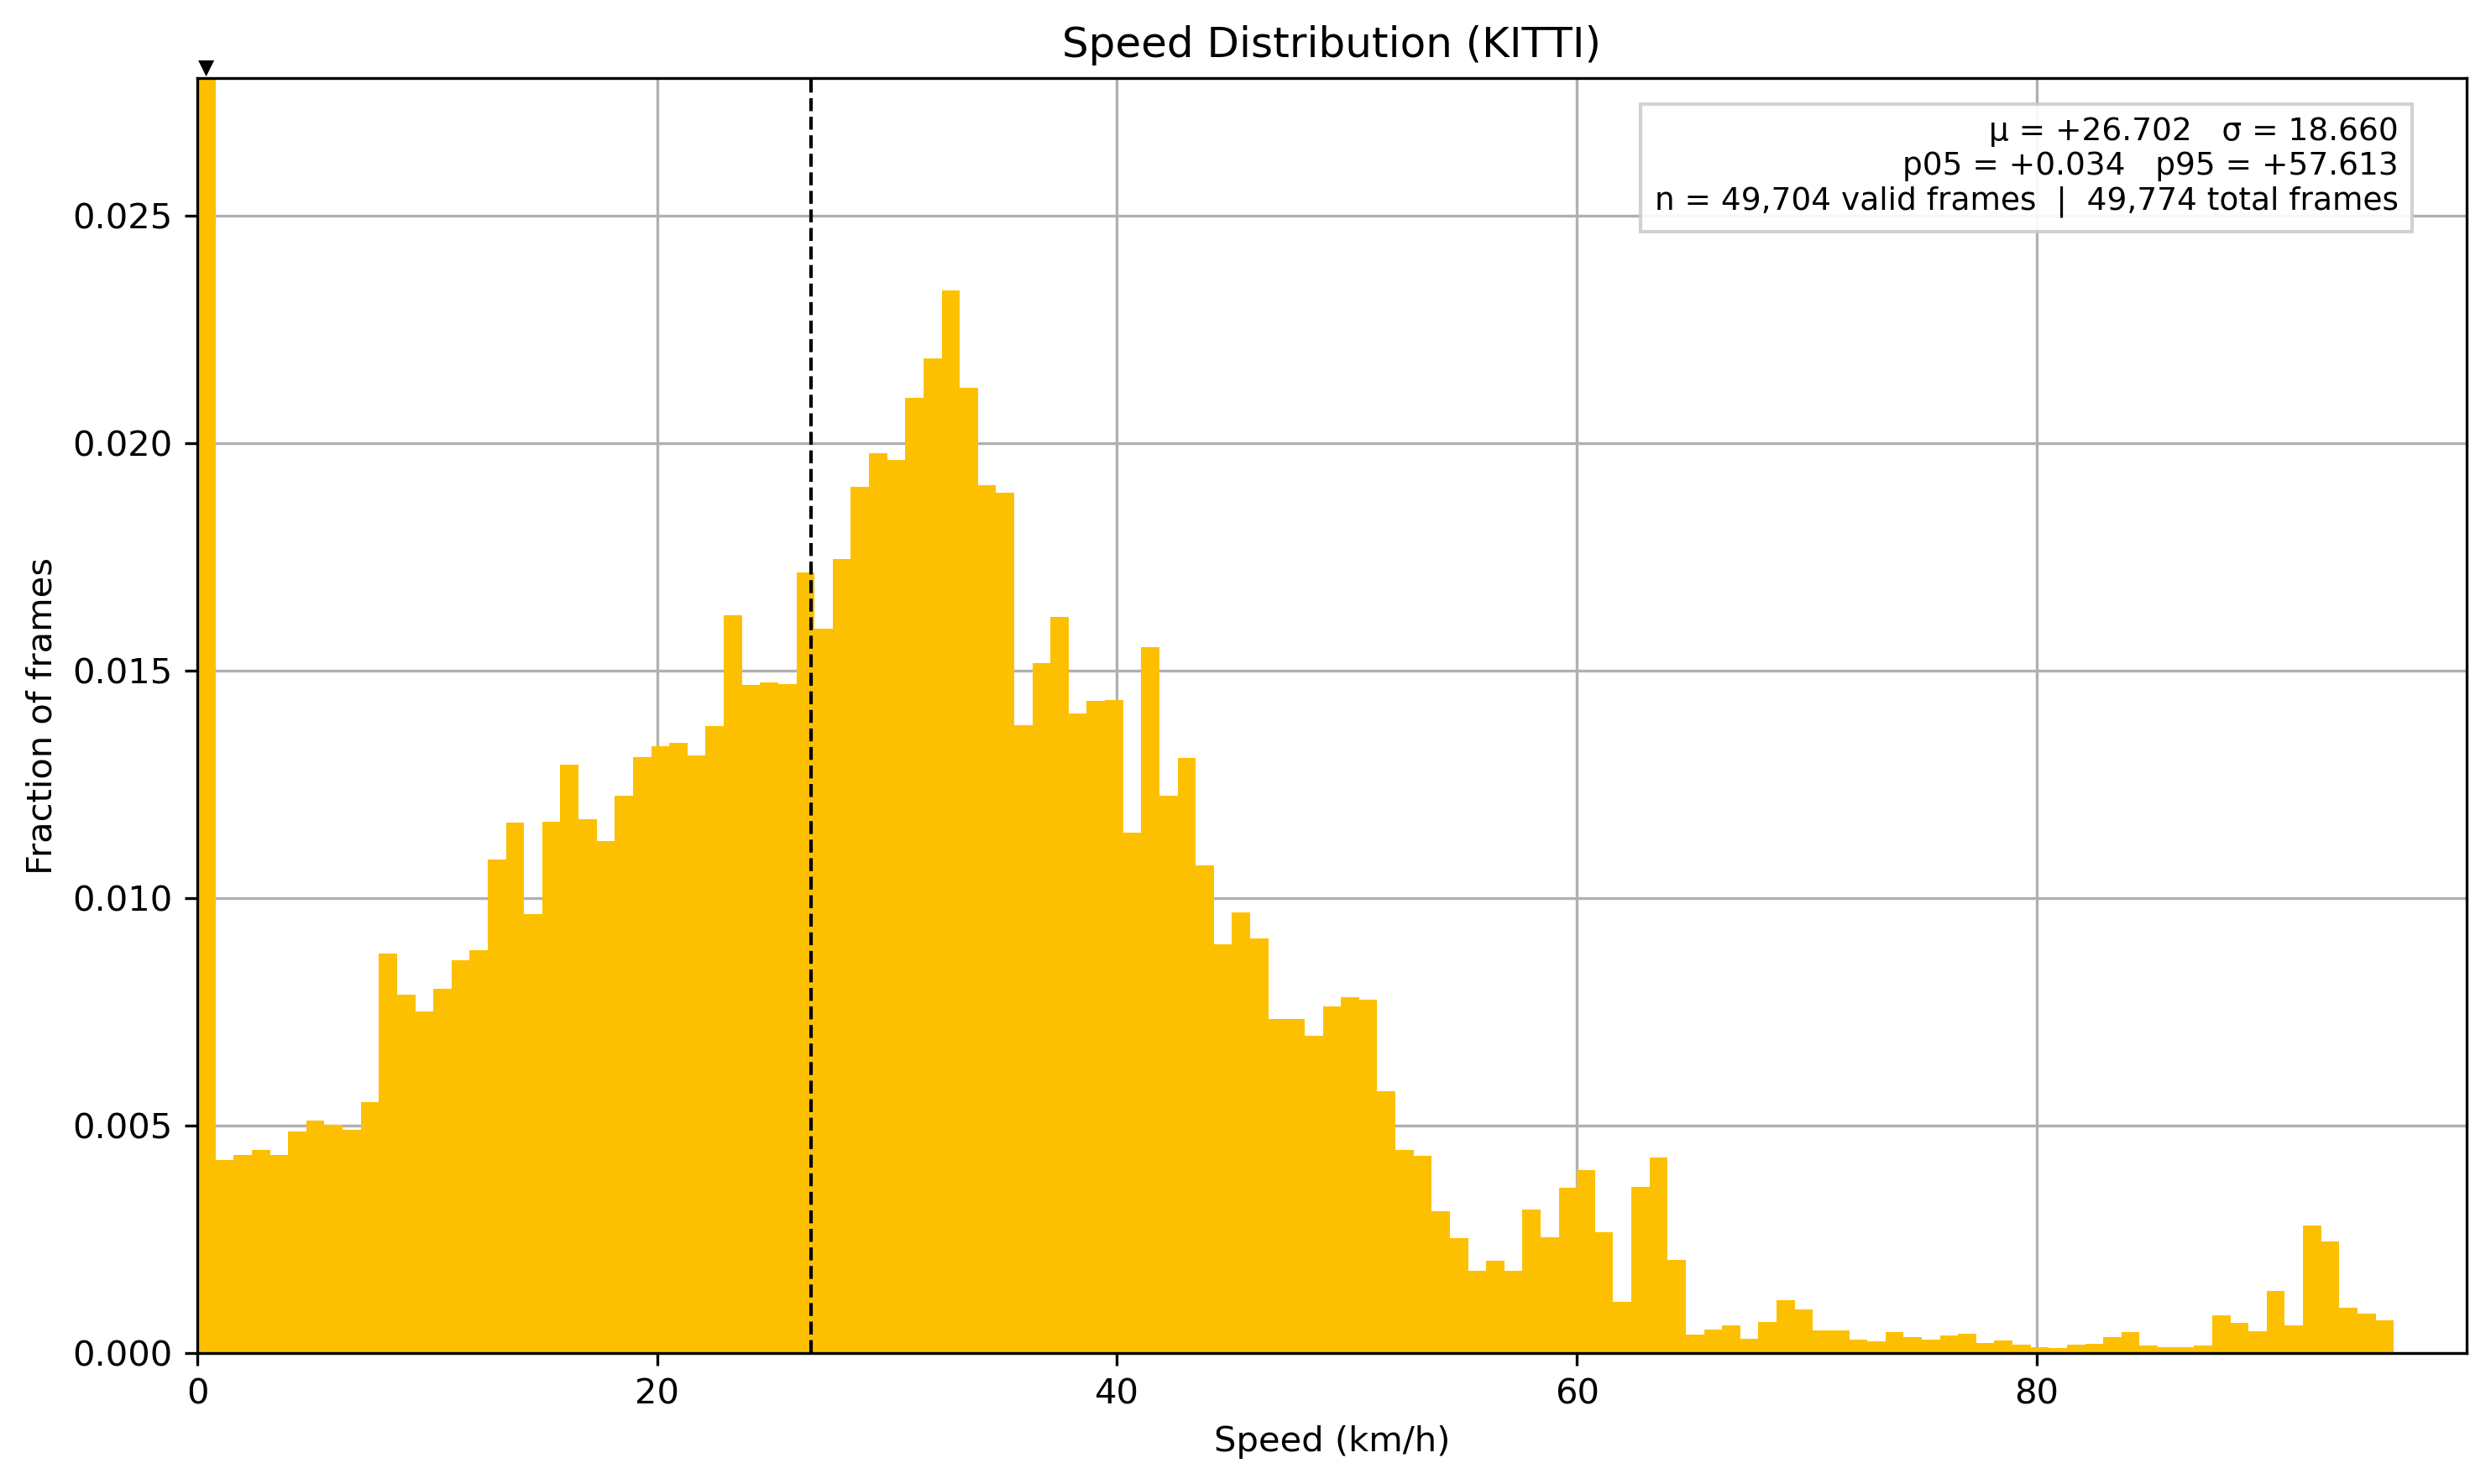 Speed Distribution (KITTI)
μ = +26.702   σ = 18.660
p05 = +0.034   p95 = +57.613
n = 49,704 valid frames  |  49,774 total frames
Fraction of frames
0.025
0.020
0.015
0.010
0.005
0.000
0
20
40
60
80
Speed (km/h)